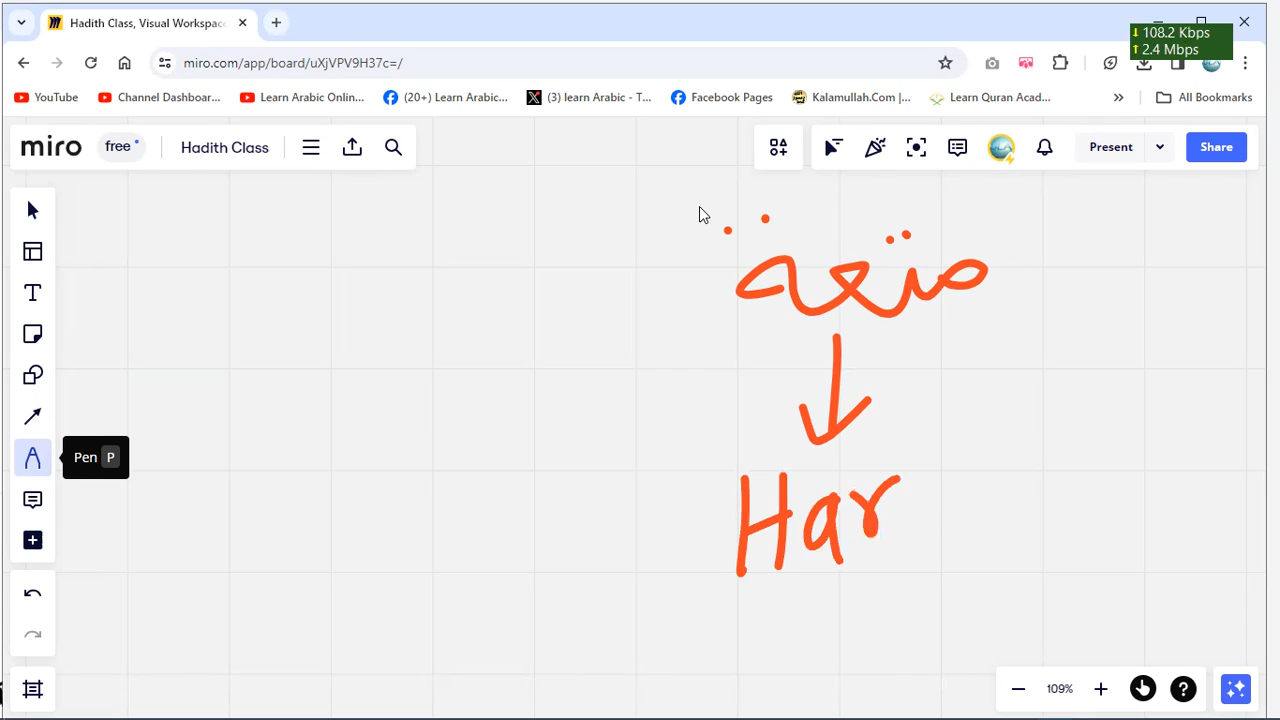 Hadith Class, Visual Workspac
108.2 Kbps
2.4 Mbps
miro.com/app/board/uXjVPV9H37c=/
YouTube Channel Dashboar... Learn Arabic Onlin... (20+) Learn Arabic... (3) learn Arabic - T... Facebook Pages Kalamullah.Com |... Learn Quran Acad... » All Bookmarks
miro free Hadith Class Present Share
Pen P
Har
109%